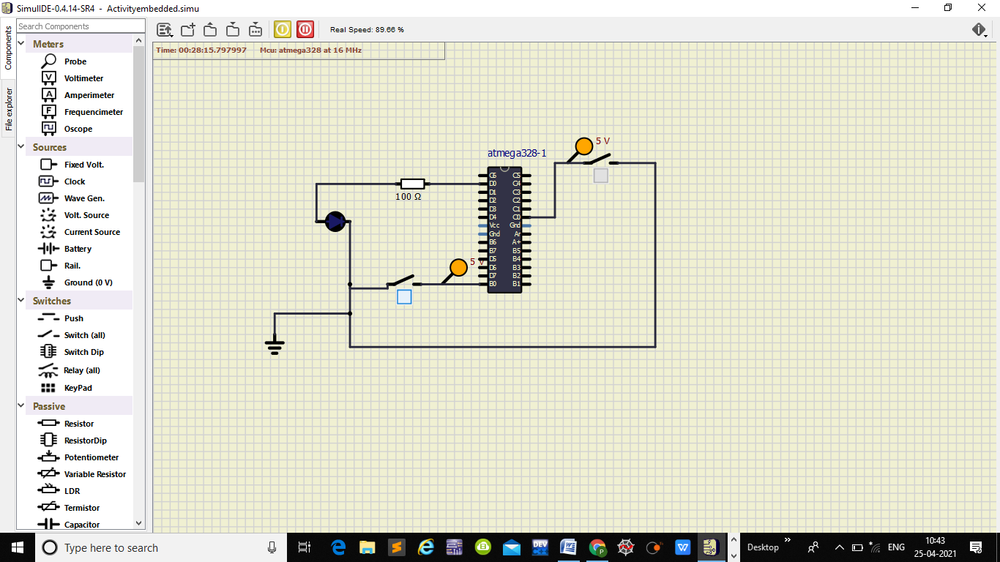 SimulIDE-0.4.14-SR4 - Activityembedded.simu
Components
File explorer
Search Components
Real Speed: 89.66 %
Time: 00:28:15.797997 Mcu: atmega328 at 16 MHz
Meters
Probe
Voltimeter
Amperimeter
Frequencimeter
Oscope
Sources
Fixed Volt.
Clock
Wave Gen.
Volt. Source
Current Source
Battery
Rail.
Ground (0 V)
Switches
Push
Switch (all)
Switch Dip
Relay (all)
KeyPad
Passive
Resistor
ResistorDip
Potentiometer
Variable Resistor
LDR
Termistor
Capacitor
5 V
atmega328-1
100 Ω
5 V
C6 C5
D0 C4
D1 C3
D2 C2
D3 C1
D4 C0
Vcc Gnd
Gnd Ar
B6 A+
B7 B5
D5 B4
D6 B3
D7 B2
B0 B1
Type here to search
DEV
Desktop
ENG
10:43
25-04-2021